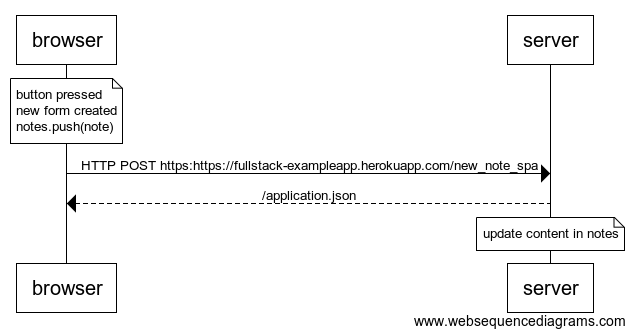 browser
server
button pressed
new form created
notes.push(note)
HTTP POST https:https://fullstack-exampleapp.herokuapp.com/new_note_spa
/application.json
update content in notes
browser
server
www.websequencediagrams.com